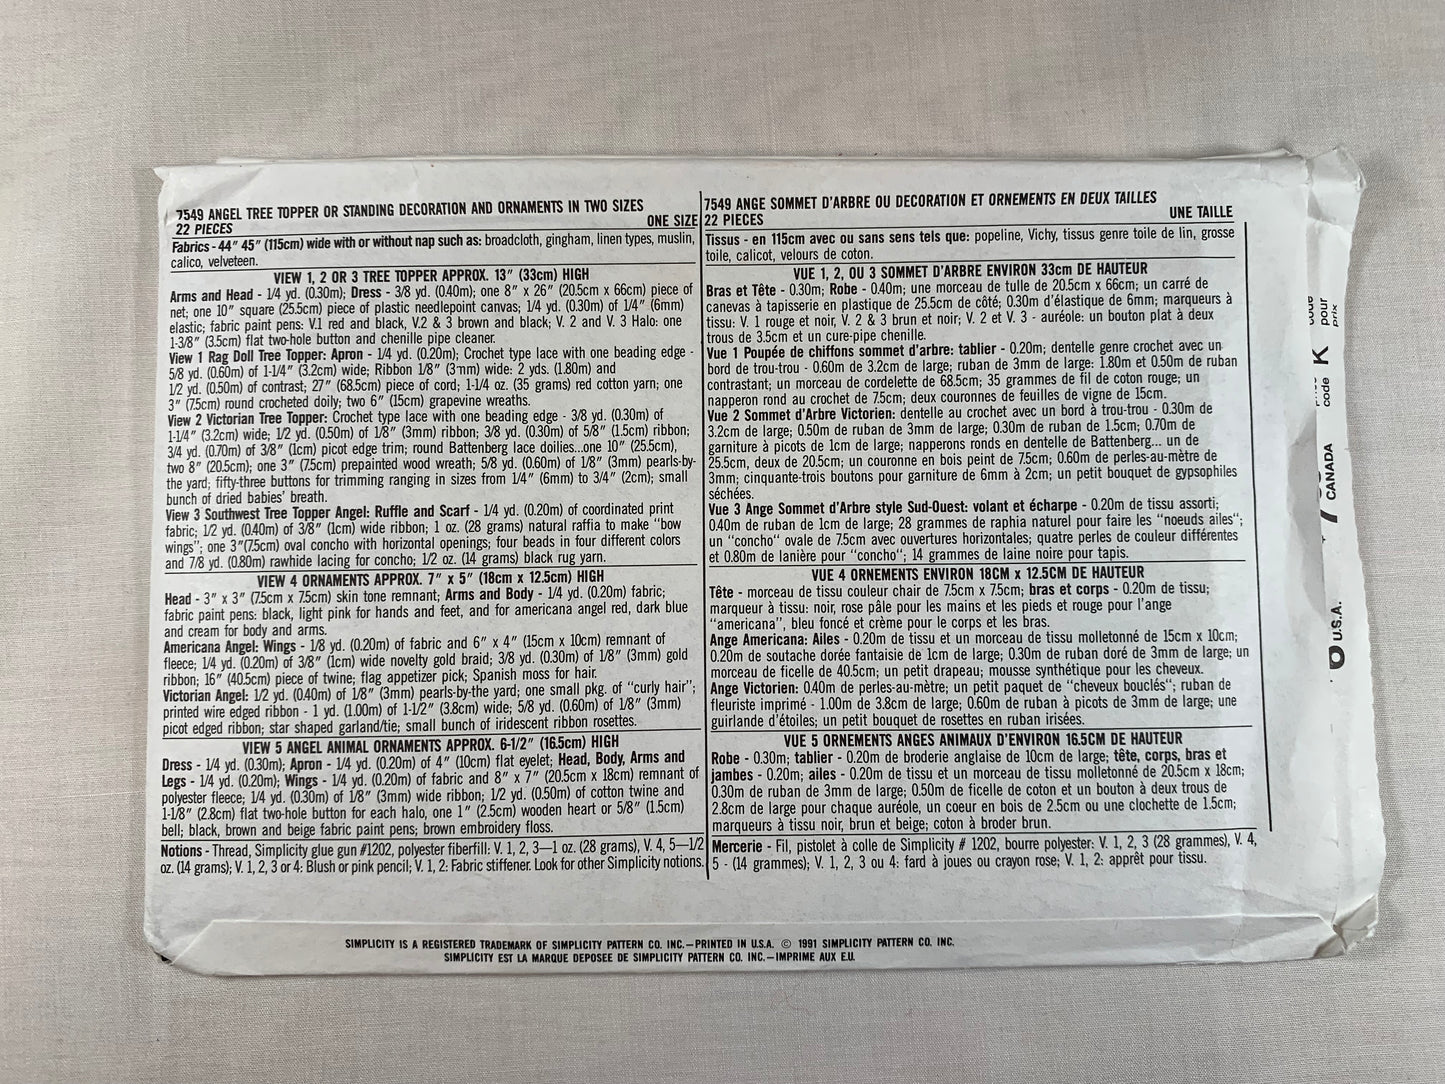 7549 ANGEL TREE TOPPER OR STANDING DECORATION AND ORNAMENTS IN TWO SIZES
22 PIECES ONE SIZE
Fabrics - 44" 45" (115cm) wide with or without nap such as: broadcloth, gingham, linen types, muslin,
calico, velveteen.
VIEW 1, 2 OR 3 TREE TOPPER APPROX. 13" (33cm) HIGH
Arms and Head - 1/4 yd. (0.30m); Dress - 3/8 yd. (0.40m); one 8" x 26" (20.5cm x 66cm) piece of
net; one 10" square (25.5cm) piece of plastic needlepoint canvas; 1/4 yd. (0.30m) of 1/4" (6mm)
elastic; fabric paint pens: V.1 red and black, V.2 & 3 brown and black; V. 2 and V. 3 Halo: one
1-3/8" (3.5cm) flat two-hole button and chenille pipe cleaner.
View 1 Rag Doll Tree Topper: Apron - 1/4 yd. (0.20m); Crochet type lace with one beading edge -
5/8 yd. (0.60m) of 1-1/4" (3.2cm) wide; Ribbon 1/8" (3mm) wide: 2 yds. (1.80m) and
1/2 yd. (0.50m) of contrast; 27" (68.5cm) piece of cord; 1-1/4 oz. (35 grams) red cotton yarn; one
3" (7.5cm) round crocheted doily; two 6" (15cm) grapevine wreaths.
View 2 Victorian Tree Topper: Crochet type lace with one beading edge - 3/8 yd. (0.30m) of
1-1/4" (3.2cm) wide; 1/2 yd. (0.50m) of 1/8" (3mm) ribbon; 3/8 yd. (0.30m) of 5/8" (1.5cm) ribbon;
3/4 yd. (0.70m) of 3/8" (1cm) picot edge trim; round Battenberg lace doilies...one 10" (25.5cm),
two 8" (20.5cm); one 3" (7.5cm) prepainted wood wreath; 5/8 yd. (0.60m) of 1/8" (3mm) pearls-by-
the yard; fifty-three buttons for trimming ranging in sizes from 1/4" (6mm) to 3/4" (2cm); small
bunch of dried babies' breath.
View 3 Southwest Tree Topper Angel: Ruffle and Scarf - 1/4 yd. (0.20m) of coordinated print
fabric; 1/2 yd. (0.40m) of 3/8" (1cm) wide ribbon; 1 oz. (28 grams) natural raffia to make "bow
wings"; one 3"(7.5cm) oval concho with horizontal openings; four beads in four different colors
and 7/8 yd. (0.80m) rawhide lacing for concho; 1/2 oz. (14 grams) black rug yarn.
VIEW 4 ORNAMENTS APPROX. 7" x 5" (18cm x 12.5cm) HIGH
Head - 3" x 3" (7.5cm x 7.5cm) skin tone remnant; Arms and Body - 1/4 yd. (0.20m) fabric;
fabric paint pens: black, light pink for hands and feet, and for americana angel red, dark blue
and cream for body and arms.
Americana Angel: Wings - 1/8 yd. (0.20m) of fabric and 6" x 4" (15cm x 10cm) remnant of
fleece; 1/4 yd. (0.20m) of 3/8" (1cm) wide novelty gold braid; 3/8 yd. (0.30m) of 1/8" (3mm) gold
ribbon; 16" (40.5cm) piece of twine; flag appetizer pick; Spanish moss for hair.
Victorian Angel: 1/2 yd. (0.40m) of 1/8" (3mm) pearls-by-the yard; one small pkg. of "curly hair";
printed wire edged ribbon - 1 yd. (1.00m) of 1-1/2" (3.8cm) wide; 5/8 yd. (0.60m) of 1/8" (3mm)
picot edged ribbon; star shaped garland/tie; small bunch of iridescent ribbon rosettes.
VIEW 5 ANGEL ANIMAL ORNAMENTS APPROX. 6-1/2" (16.5cm) HIGH
Dress - 1/4 yd. (0.30m); Apron - 1/4 yd. (0.20m) of 4" (10cm) flat eyelet; Head, Body, Arms and
Legs - 1/4 yd. (0.20m); Wings - 1/4 yd. (0.20m) of fabric and 8" x 7" (20.5cm x 18cm) remnant of
polyester fleece; 1/4 yd. (0.30m) of 1/8" (3mm) wide ribbon; 1/2 yd. (0.50m) of cotton twine and
1-1/8" (2.8cm) flat two-hole button for each halo, one 1" (2.5cm) wooden heart or 5/8" (1.5cm)
bell; black, brown and beige fabric paint pens; brown embroidery floss.
Notions - Thread, Simplicity glue gun #1202, polyester fiberfill: V. 1, 2, 3—1 oz. (28 grams), V. 4, 5—1/2
oz. (14 grams); V. 1, 2, 3 or 4: Blush or pink pencil; V. 1, 2: Fabric stiffener. Look for other Simplicity notions.
7549 ANGE SOMMET D'ARBRE OU DECORATION ET ORNEMENTS EN DEUX TAILLES
22 PIECES UNE TAILLE
Tissus - en 115cm avec ou sans sens tels que: popeline, Vichy, tissus genre toile de lin, grosse
toile, calicot, velours de coton.
VUE 1, 2, OU 3 SOMMET D'ARBRE ENVIRON 33cm DE HAUTEUR
Bras et Tête - 0.30m; Robe - 0.40m; une morceau de tulle de 20.5cm x 66cm; un carré de
canevas à tapisserie en plastique de 25.5cm de côté; 0.30m d'élastique de 6mm; marqueurs à
tissu: V. 1 rouge et noir, V. 2 & 3 brun et noir; V. 2 et V. 3 - auréole: un bouton plat à deux
trous de 3.5cm et un cure-pipe chenille.
Vue 1 Poupée de chiffons sommet d'arbre: tablier - 0.20m; dentelle genre crochet avec un
bord de trou-trou - 0.60m de 3.2cm de large; ruban de 3mm de large: 1.80m et 0.50m de ruban
contrastant; un morceau de cordelette de 68.5cm; 35 grammes de fil de coton rouge; un
napperon rond au crochet de 7.5cm; deux couronnes de feuilles de vigne de 15cm.
Vue 2 Sommet d'Arbre Victorien: dentelle au crochet avec un bord à trou-trou - 0.30m de
3.2cm de large; 0.50m de ruban de 3mm de large; 0.30m de ruban de 1.5cm; 0.70m de
garniture à picots de 1cm de large; napperons ronds en dentelle de Battenberg... un de
25.5cm, deux de 20.5cm; un couronne en bois peint de 7.5cm; 0.60m de perles-au-mètre de
3mm; cinquante-trois boutons pour garniture de 6mm à 2cm; un petit bouquet de gypsophiles
séchées.
Vue 3 Ange Sommet d'Arbre style Sud-Ouest: volant et écharpe - 0.20m de tissu assorti;
0.40m de ruban de 1cm de large; 28 grammes de raphia naturel pour faire les "noeuds ailes";
un "concho" ovale de 7.5cm avec ouvertures horizontales; quatre perles de couleur différentes
et 0.80m de lanière pour "concho"; 14 grammes de laine noire pour tapis.
VUE 4 ORNEMENTS ENVIRON 18CM x 12.5CM DE HAUTEUR
Tête - morceau de tissu couleur chair de 7.5cm x 7.5cm; bras et corps - 0.20m de tissu;
marqueur à tissu: noir, rose pâle pour les mains et les pieds et rouge pour l'ange
"americana", bleu foncé et crème pour le corps et les bras.
Ange Americana: Ailes - 0.20m de tissu et un morceau de tissu molletonné de 15cm x 10cm;
0.20m de soutache dorée fantaisie de 1cm de large; 0.30m de ruban doré de 3mm de large; un
morceau de ficelle de 40.5cm; un petit drapeau; mousse synthétique pour les cheveux.
Ange Victorien: 0.40m de perles-au-mètre; un petit paquet de "cheveux bouclés"; ruban de
fleuriste imprimé - 1.00m de 3.8cm de large; 0.60m de ruban à picots de 3mm de large; une
guirlande d'étoiles; un petit bouquet de rosettes en ruban irisées.
VUE 5 ORNEMENTS ANGES ANIMAUX D'ENVIRON 16.5CM DE HAUTEUR
Robe - 0.30m; tablier - 0.20m de broderie anglaise de 10cm de large; tête, corps, bras et
jambes - 0.20m; ailes - 0.20m de tissu et un morceau de tissu molletonné de 20.5cm x 18cm;
0.30m de ruban de 3mm de large; 0.50m de ficelle de coton et un bouton à deux trous de
2.8cm de large pour chaque auréole, un coeur en bois de 2.5cm ou une clochette de 1.5cm;
marqueurs à tissu noir, brun et beige; coton à broder brun.
Mercerie - Fil, pistolet à colle de Simplicity # 1202, bourre polyester: V. 1, 2, 3 (28 grammes), V. 4,
5 - (14 grammes); V. 1, 2, 3 ou 4: fard à joues ou crayon rose; V. 1, 2: apprêt pour tissu.
pour
prix
code K
CANADA
U.S.A.
SIMPLICITY IS A REGISTERED TRADEMARK OF SIMPLICITY PATTERN CO. INC.—PRINTED IN U.S.A. © 1991 SIMPLICITY PATTERN CO. INC.
SIMPLICITY EST LA MARQUE DEPOSEE DE SIMPLICITY PATTERN CO. INC.—IMPRIME AUX E.U.